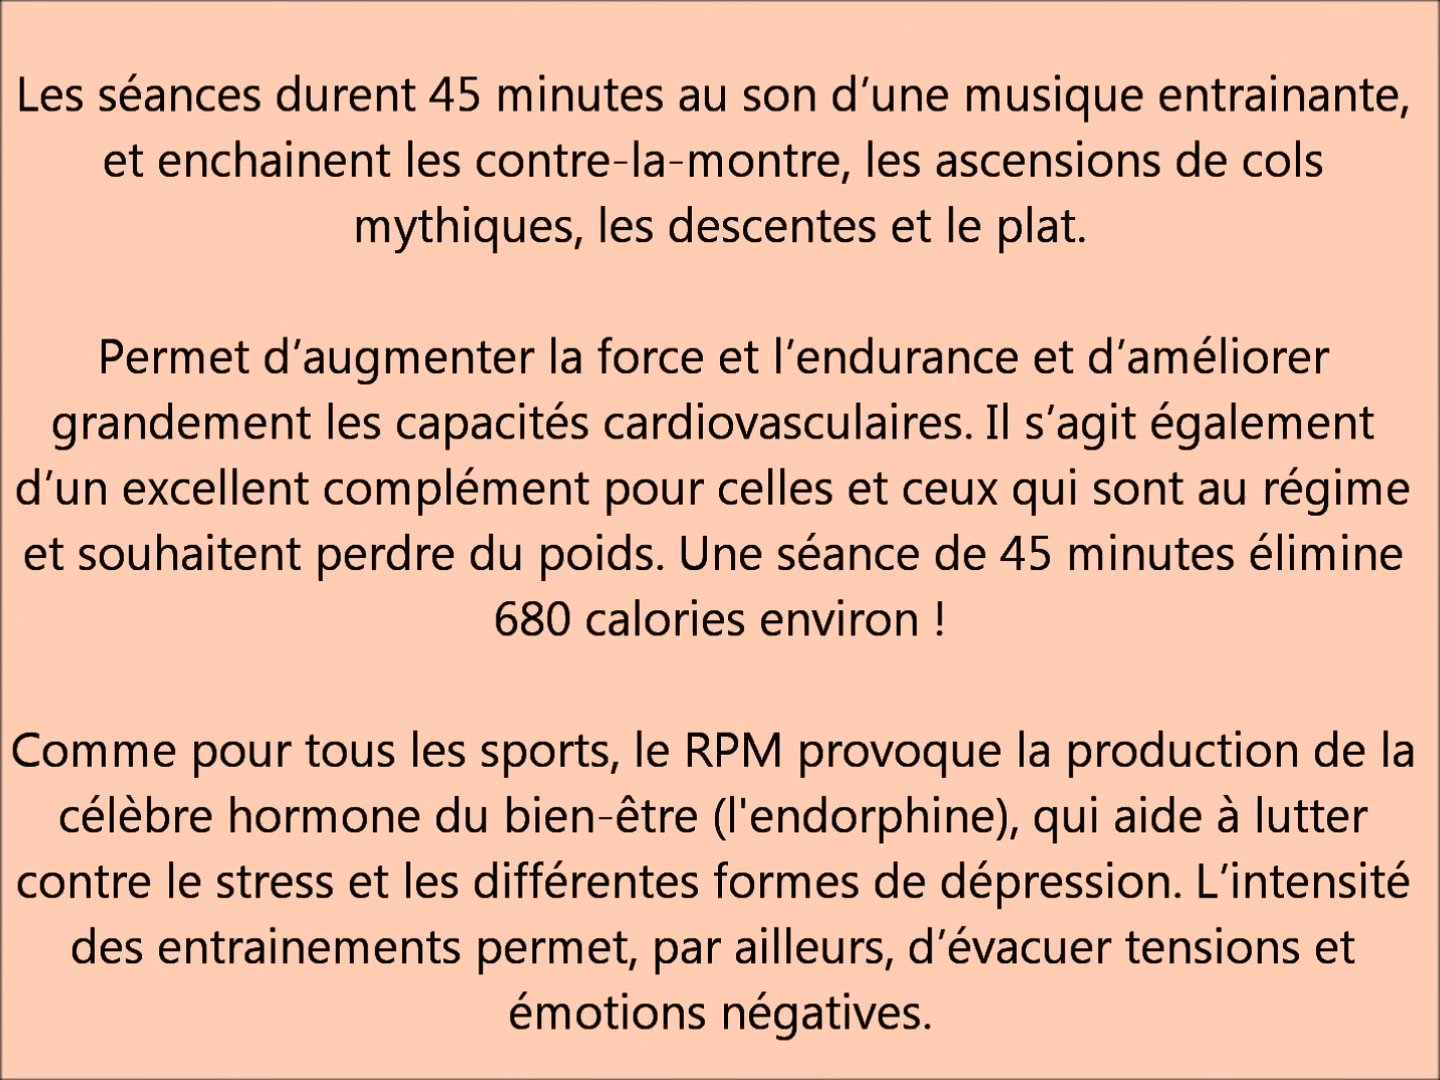 Les séances durent 45 minutes au son d’une musique entrainante,
et enchainent les contre-la-montre, les ascensions de cols
mythiques, les descentes et le plat.
Permet d’augmenter la force et l’endurance et d’améliorer
grandement les capacités cardiovasculaires. Il s’agit également
d’un excellent complément pour celles et ceux qui sont au régime
et souhaitent perdre du poids. Une séance de 45 minutes élimine
680 calories environ !
Comme pour tous les sports, le RPM provoque la production de la
célèbre hormone du bien-être (l'endorphine), qui aide à lutter
contre le stress et les différentes formes de dépression. L’intensité
des entrainements permet, par ailleurs, d’évacuer tensions et
émotions négatives.